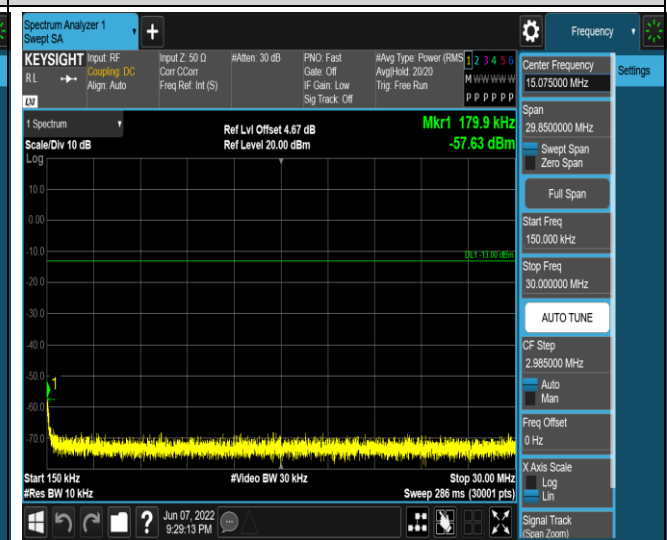 Spectrum Analyzer 1
Swept SA
+
Frequency
KEYSIGHT
RL
LXI
Input: RF
Coupling: DC
Align: Auto
Input Z: 50 Ω
Corr CCorr
Freq Ref: Int (S)
#Atten: 30 dB
PNO: Fast
Gate: Off
IF Gain: Low
Sig Track: Off
#Avg Type: Power (RMS
Avg|Hold: 20/20
Trig: Free Run
1 2 3 4 5 6
M W W W W W
P P P P P P
Center Frequency
15.075000 MHz
Settings
1 Spectrum
Scale/Div 10 dB
Log
Ref Lvl Offset 4.67 dB
Ref Level 20.00 dBm
Mkr1 179.9 kHz
-57.63 dBm
Span
29.8500000 MHz
Swept Span
Zero Span
Full Span
Start Freq
150.000 kHz
Stop Freq
30.000000 MHz
AUTO TUNE
CF Step
2.985000 MHz
Auto
Man
Freq Offset
0 Hz
X Axis Scale
Log
Lin
Signal Track
(Span Zoom)
10.0
0.00
-10.0
DL1 -13.00 dBm
-20.0
-30.0
-40.0
-50.0
1
-60.0
-70.0
Start 150 kHz
#Res BW 10 kHz
#Video BW 30 kHz
Stop 30.00 MHz
Sweep 286 ms (30001 pts)
?
Jun 07, 2022
9:29:13 PM